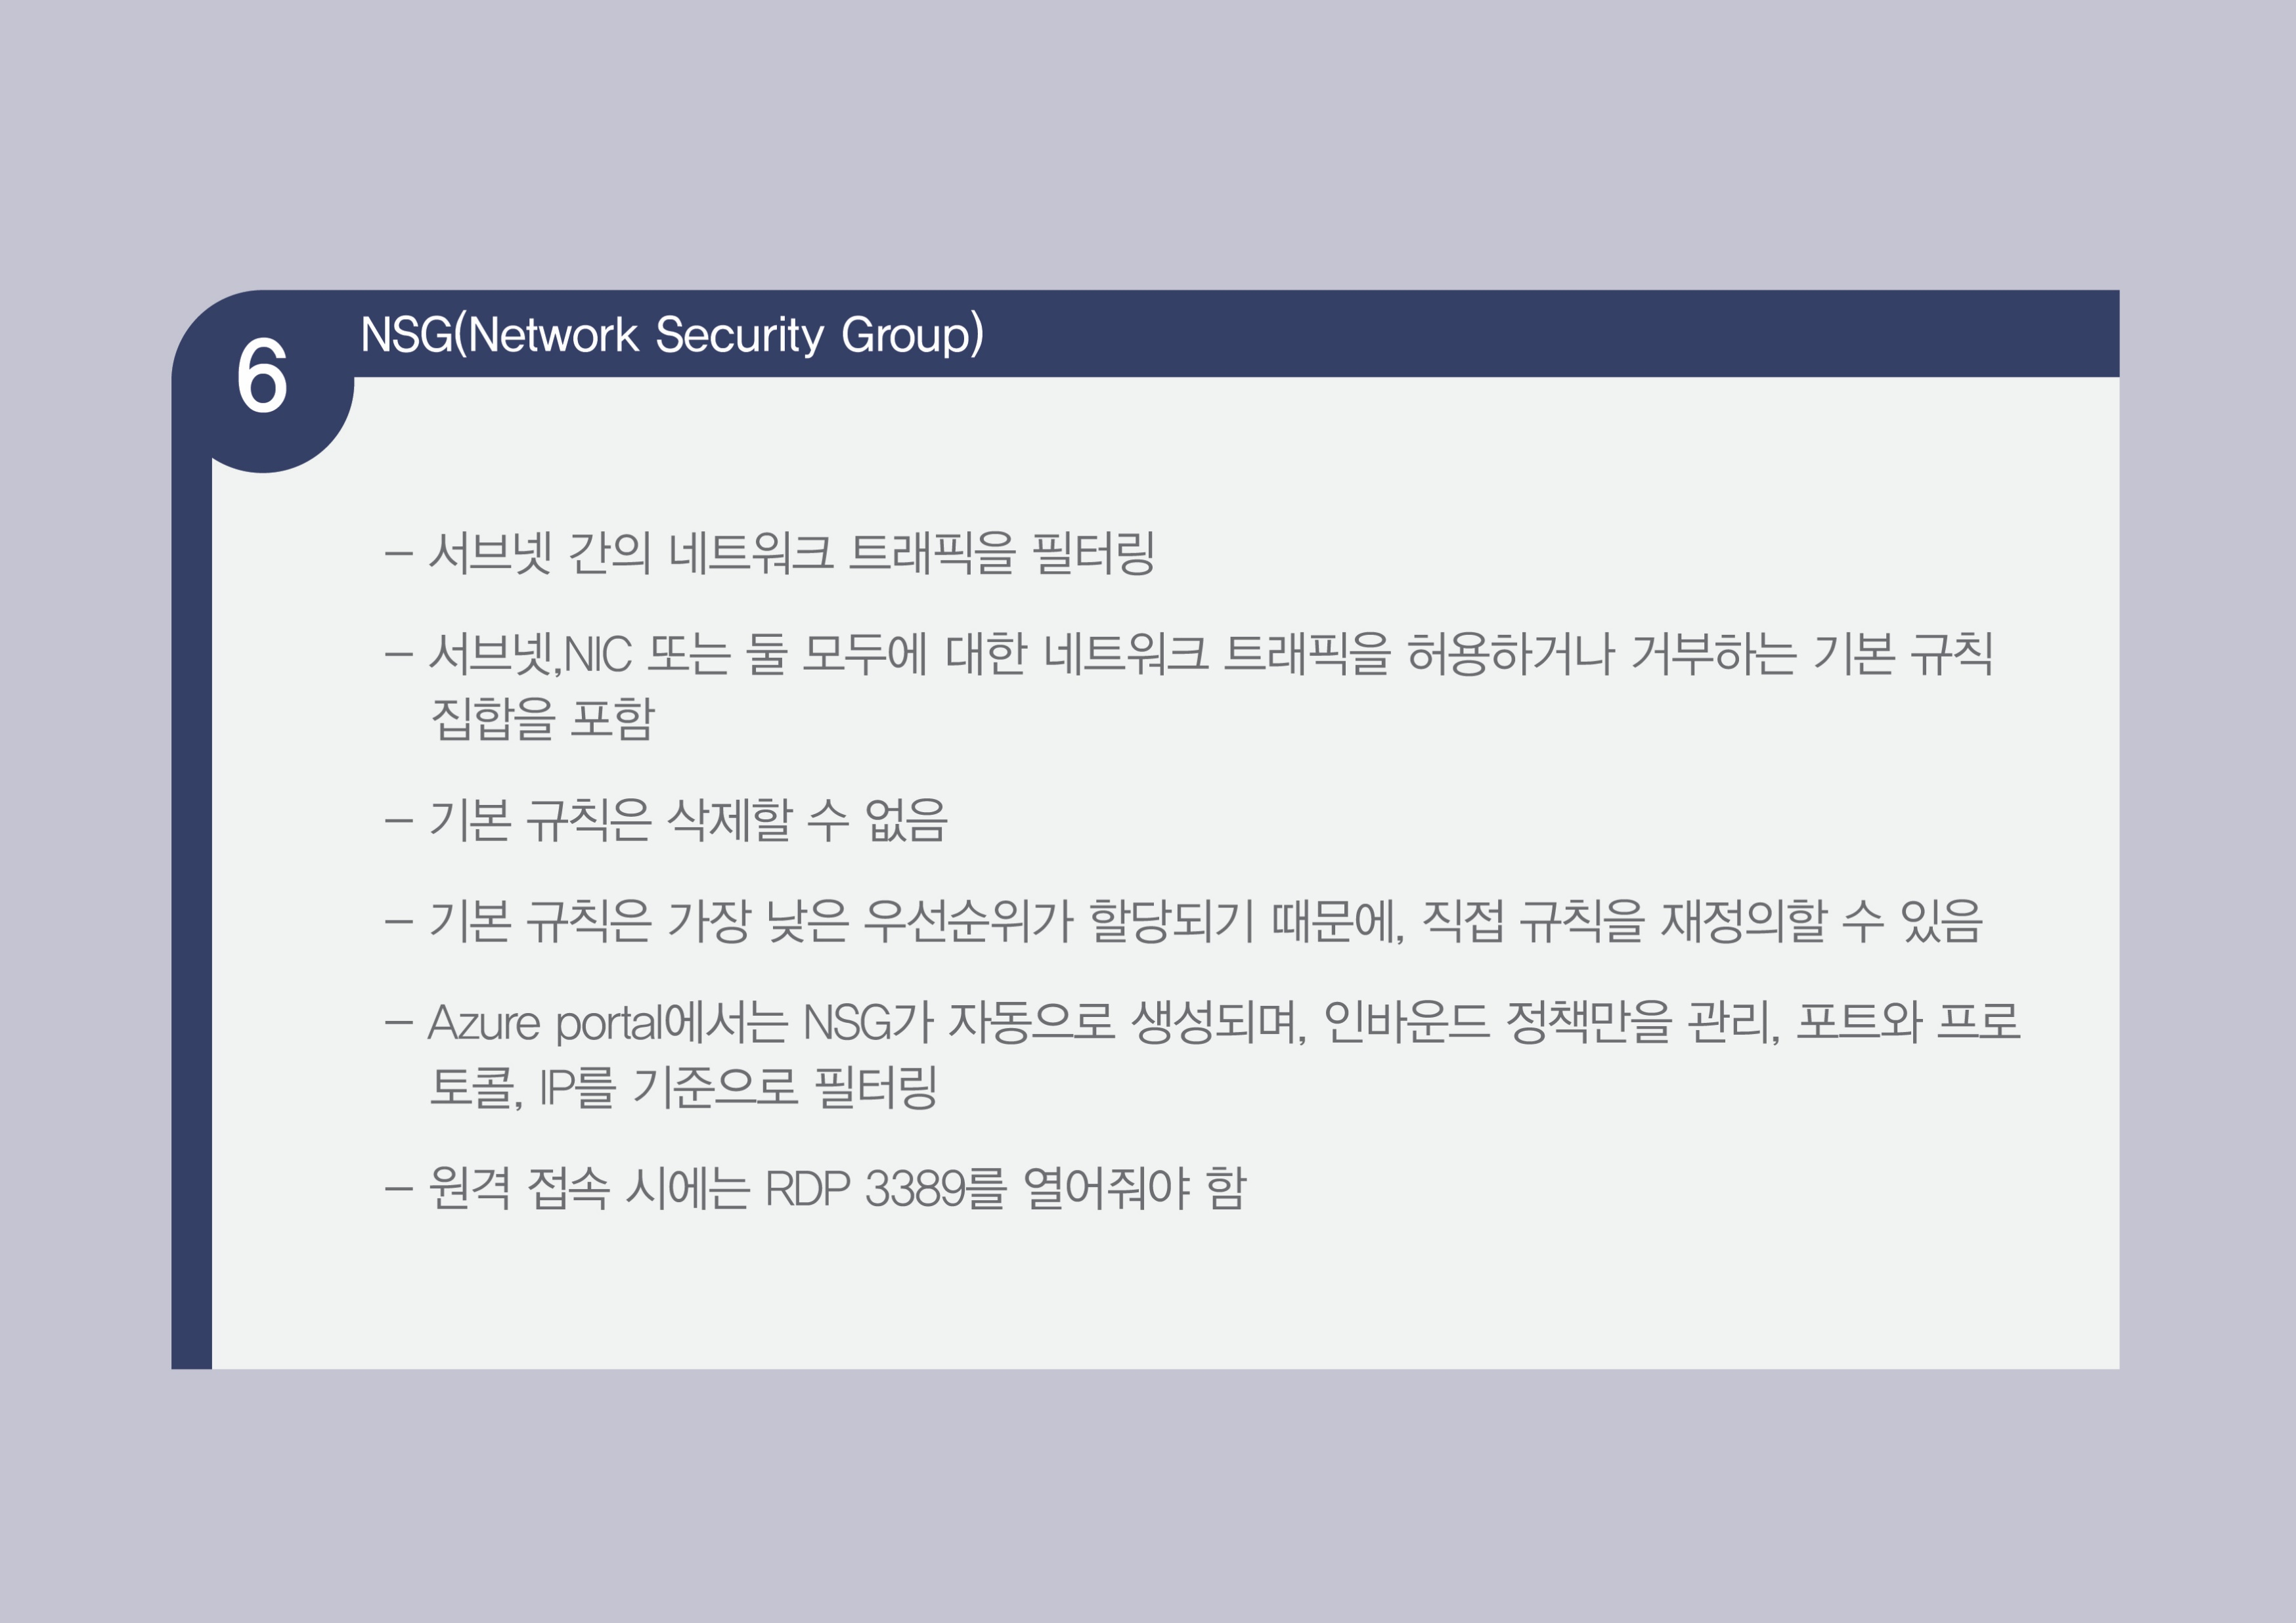 6
NSG(Network Security Group)
– 서브넷 간의 네트워크 트래픽을 필터링
– 서브넷,NIC 또는 둘 모두에 대한 네트워크 트래픽을 허용하거나 거부하는 기본 규칙
집합을 포함
– 기본 규칙은 삭제할 수 없음
– 기본 규칙은 가장 낮은 우선순위가 할당되기 때문에, 직접 규칙을 재정의할 수 있음
– Azure portal에서는 NSG가 자동으로 생성되며, 인바운드 정책만을 관리, 포트와 프로
토콜, IP를 기준으로 필터링
– 원격 접속 시에는 RDP 3389를 열어줘야 함